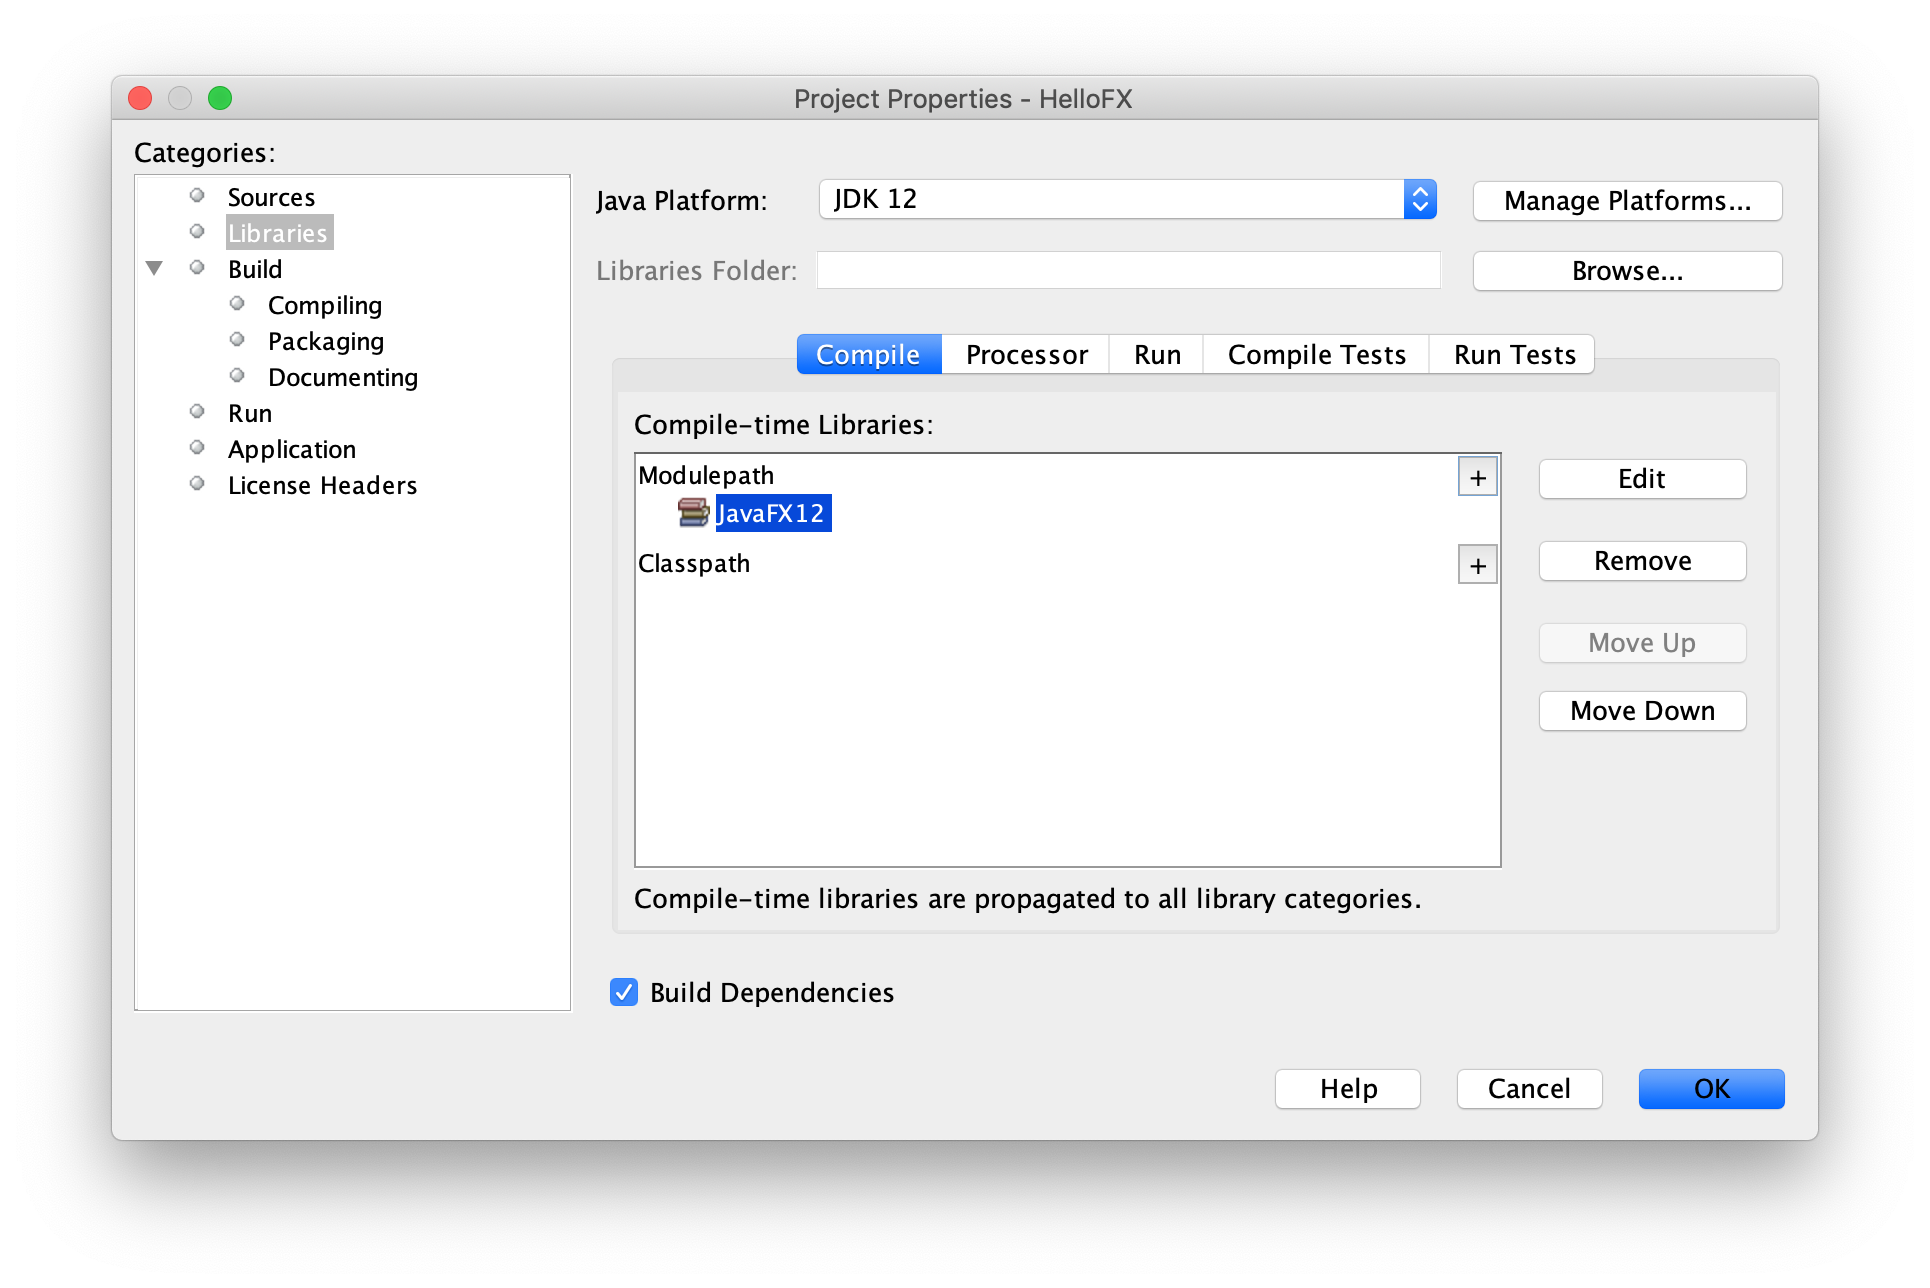 Project Properties - HelloFX
Categories:
Sources
Libraries
Build
Compiling
Packaging
Documenting
Run
Application
License Headers
Java Platform: JDK 12 Manage Platforms...
Libraries Folder: Browse...
Compile Processor Run Compile Tests Run Tests
Compile-time Libraries:
Modulepath +
JavaFX12
Classpath +
Edit
Remove
Move Up
Move Down
Compile-time libraries are propagated to all library categories.
Build Dependencies
Help Cancel OK